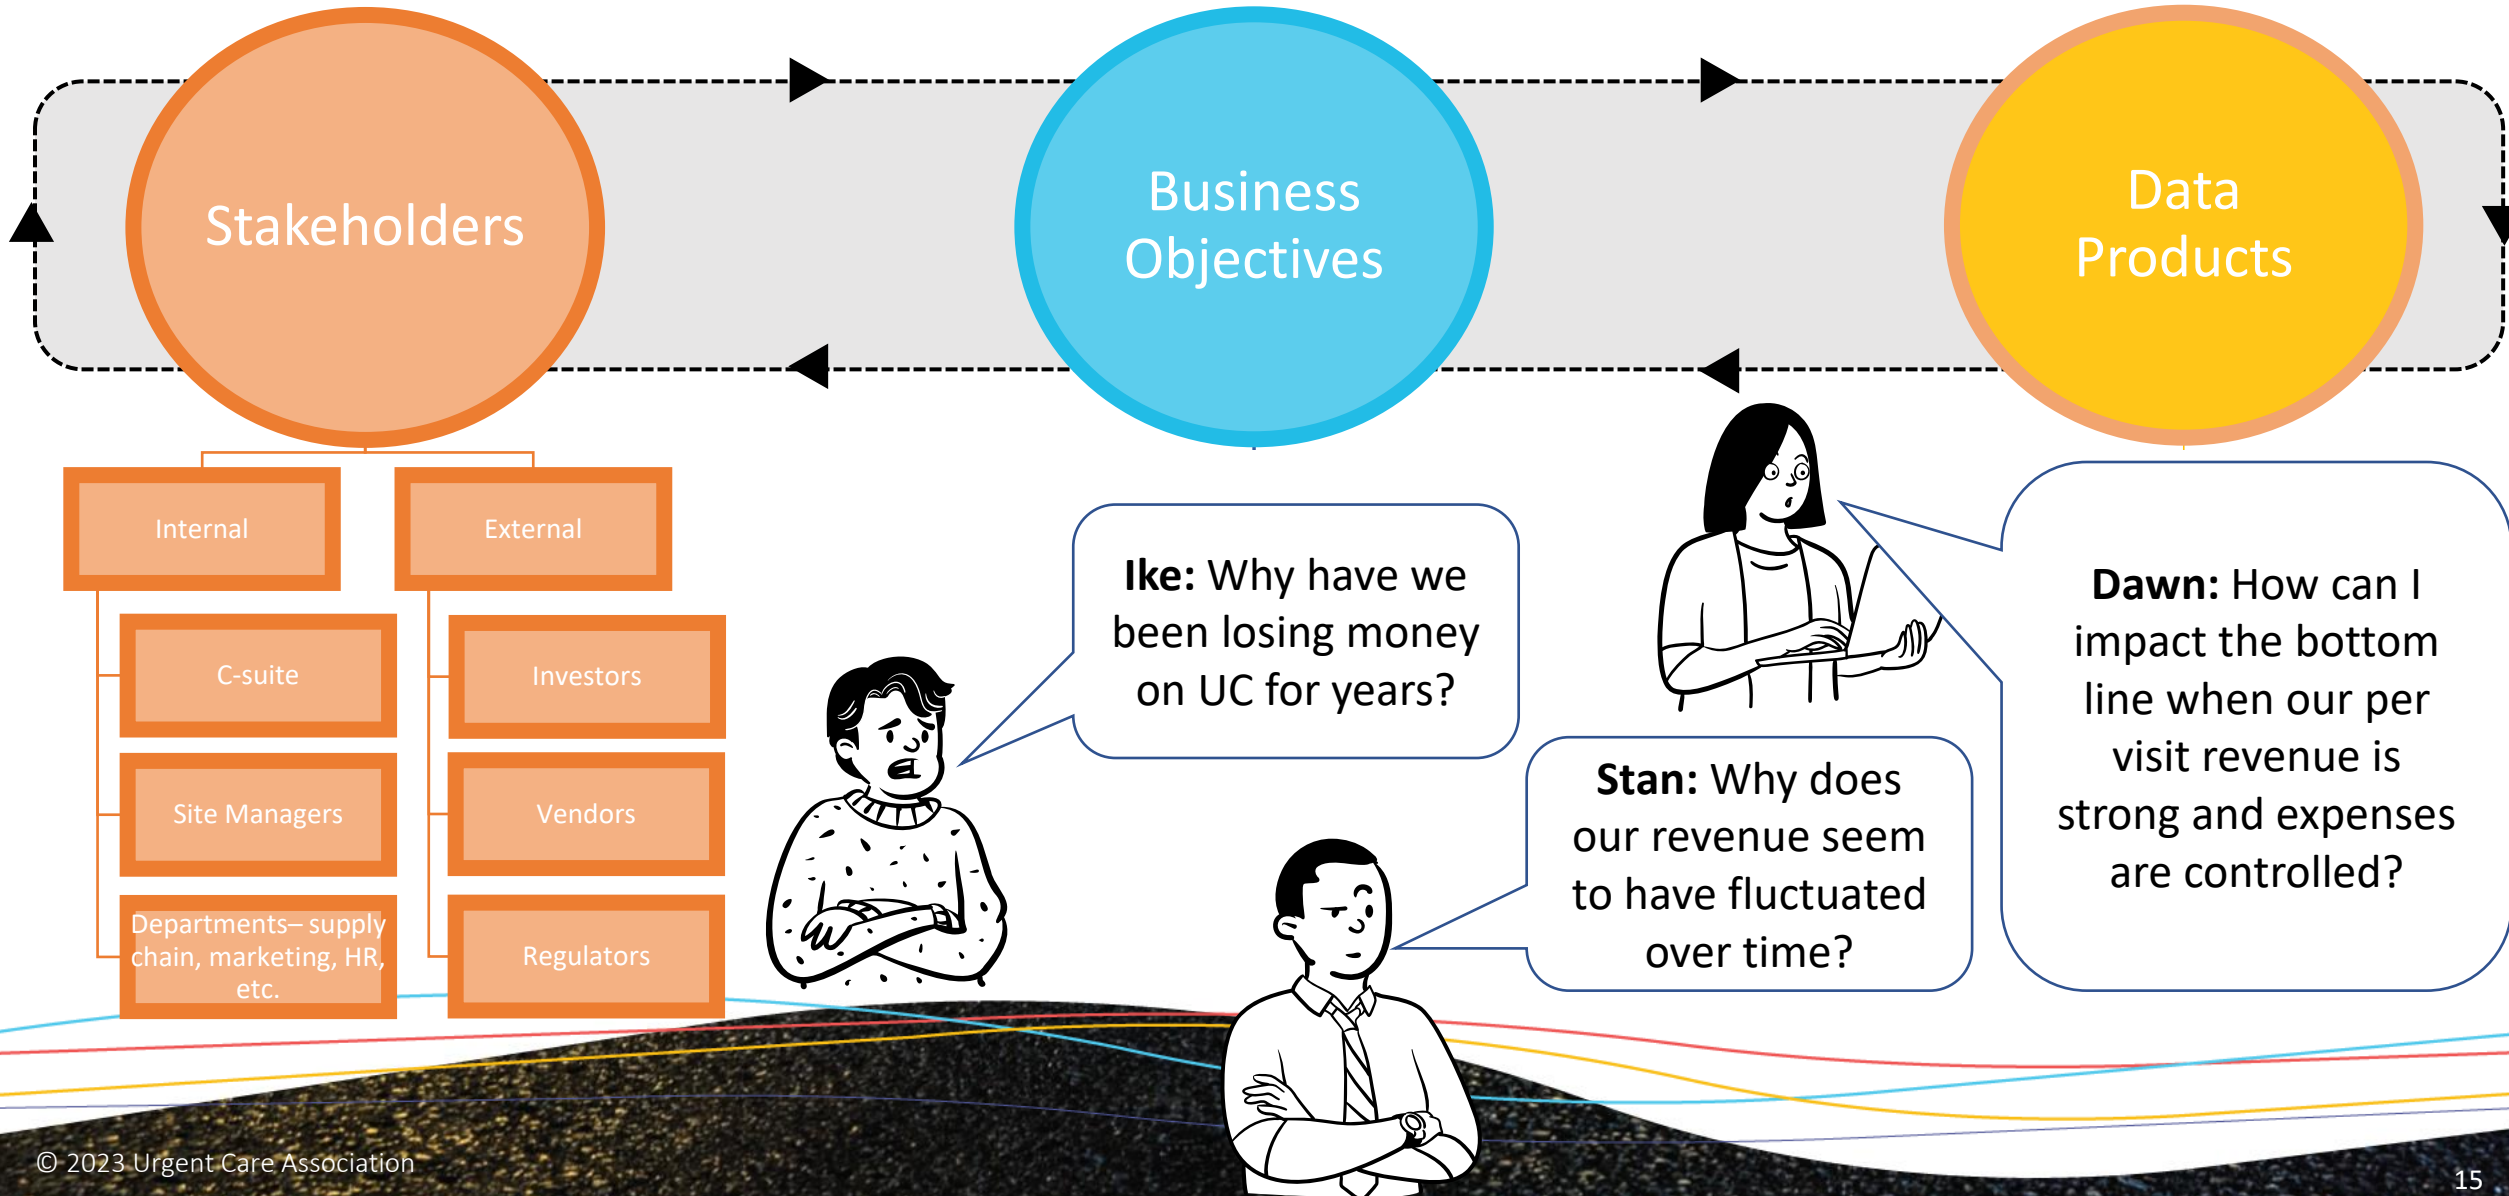 Stakeholders
Business
Objectives
Data
Products
Internal
External
C-suite
Site Managers
Departments– supply
chain, marketing, HR,
etc.
Investors
Vendors
Regulators
Ike: Why have we
been losing money
on UC for years?
Stan: Why does
our revenue seem
to have fluctuated
over time?
Dawn: How can I
impact the bottom
line when our per
visit revenue is
strong and expenses
are controlled?
© 2023 Urgent Care Association
15